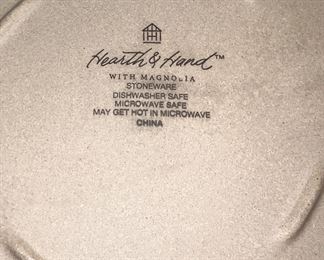 Hearth & Hand™
WITH MAGNOLIA
STONEWARE
DISHWASHER SAFE
MICROWAVE SAFE
MAY GET HOT IN MICROWAVE
CHINA